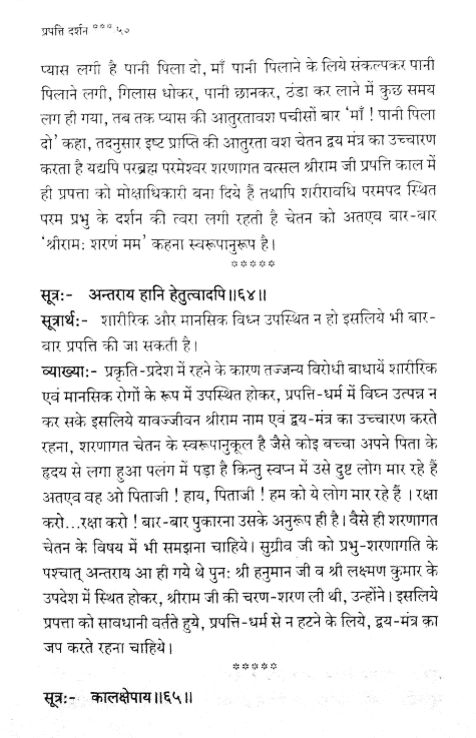 प्रपत्ति दर्शन *** ५७
प्यास लगी है पानी पिला दो, माँ पानी पिलाने के लिये संकल्पकर पानी
पिलाने लगी, गिलास धोकर, पानी छानकर, ठंडा कर लाने में कुछ समय
लग ही गया, तब तक प्यास की आतुरतावश पचीसों बार 'माँ ! पानी पिला
दो' कहा, तदनुसार इष्ट प्राप्ति की आतुरता वश चेतन द्वय मंत्र का उच्चारण
करता है यद्यपि परब्रह्म परमेश्वर शरणागत वत्सल श्रीराम जी प्रपत्ति काल में
ही प्रपत्ता को मोक्षाधिकारी बना दिये हैं तथापि शरीरावधि परमपद स्थित
परम प्रभु के दर्शन की त्वरा लगी रहती है चेतन को अतएव बार-बार
'श्रीरामः शरणं मम' कहना स्वरूपानुरूप है।
*****
सूत्र:- अन्तराय हानि हेतुत्वादपि॥६४॥
सूत्रार्थ:- शारीरिक और मानसिक विध्न उपस्थित न हो इसलिये भी बार-
बार प्रपत्ति की जा सकती है।
व्याख्या:- प्रकृति-प्रदेश में रहने के कारण तज्जन्य विरोधी बाधायें शारीरिक
एवं मानसिक रोगों के रूप में उपस्थित होकर, प्रपत्ति-धर्म में विघ्न उत्पन्न न
कर सके इसलिये यावज्जीवन श्रीराम नाम एवं द्वय-मंत्र का उच्चारण करते
रहना, शरणागत चेतन के स्वरूपानुकूल है जैसे कोइ बच्चा अपने पिता के
हृदय से लगा हुआ पलंग में पड़ा है किन्तु स्वप्न में उसे दुष्ट लोग मार रहे हैं
अतएव वह ओ पिताजी ! हाय, पिताजी ! हम को ये लोग मार रहे हैं । रक्षा
करो...रक्षा करो ! बार-बार पुकारना उसके अनुरूप ही है। वैसे ही शरणागत
चेतन के विषय में भी समझना चाहिये। सुग्रीव जी को प्रभु-शरणागति के
पश्चात् अन्तराय आ ही गये थे पुनः श्री हनुमान जी व श्री लक्ष्मण कुमार के
उपदेश में स्थित होकर, श्रीराम जी की चरण-शरण ली थी, उन्होंने। इसलिये
प्रपत्ता को सावधानी वर्तते हुये, प्रपत्ति-धर्म से न हटने के लिये, द्वय-मंत्र का
जप करते रहना चाहिये।
*****
सूत्र:- कालक्षेपाय॥६५॥